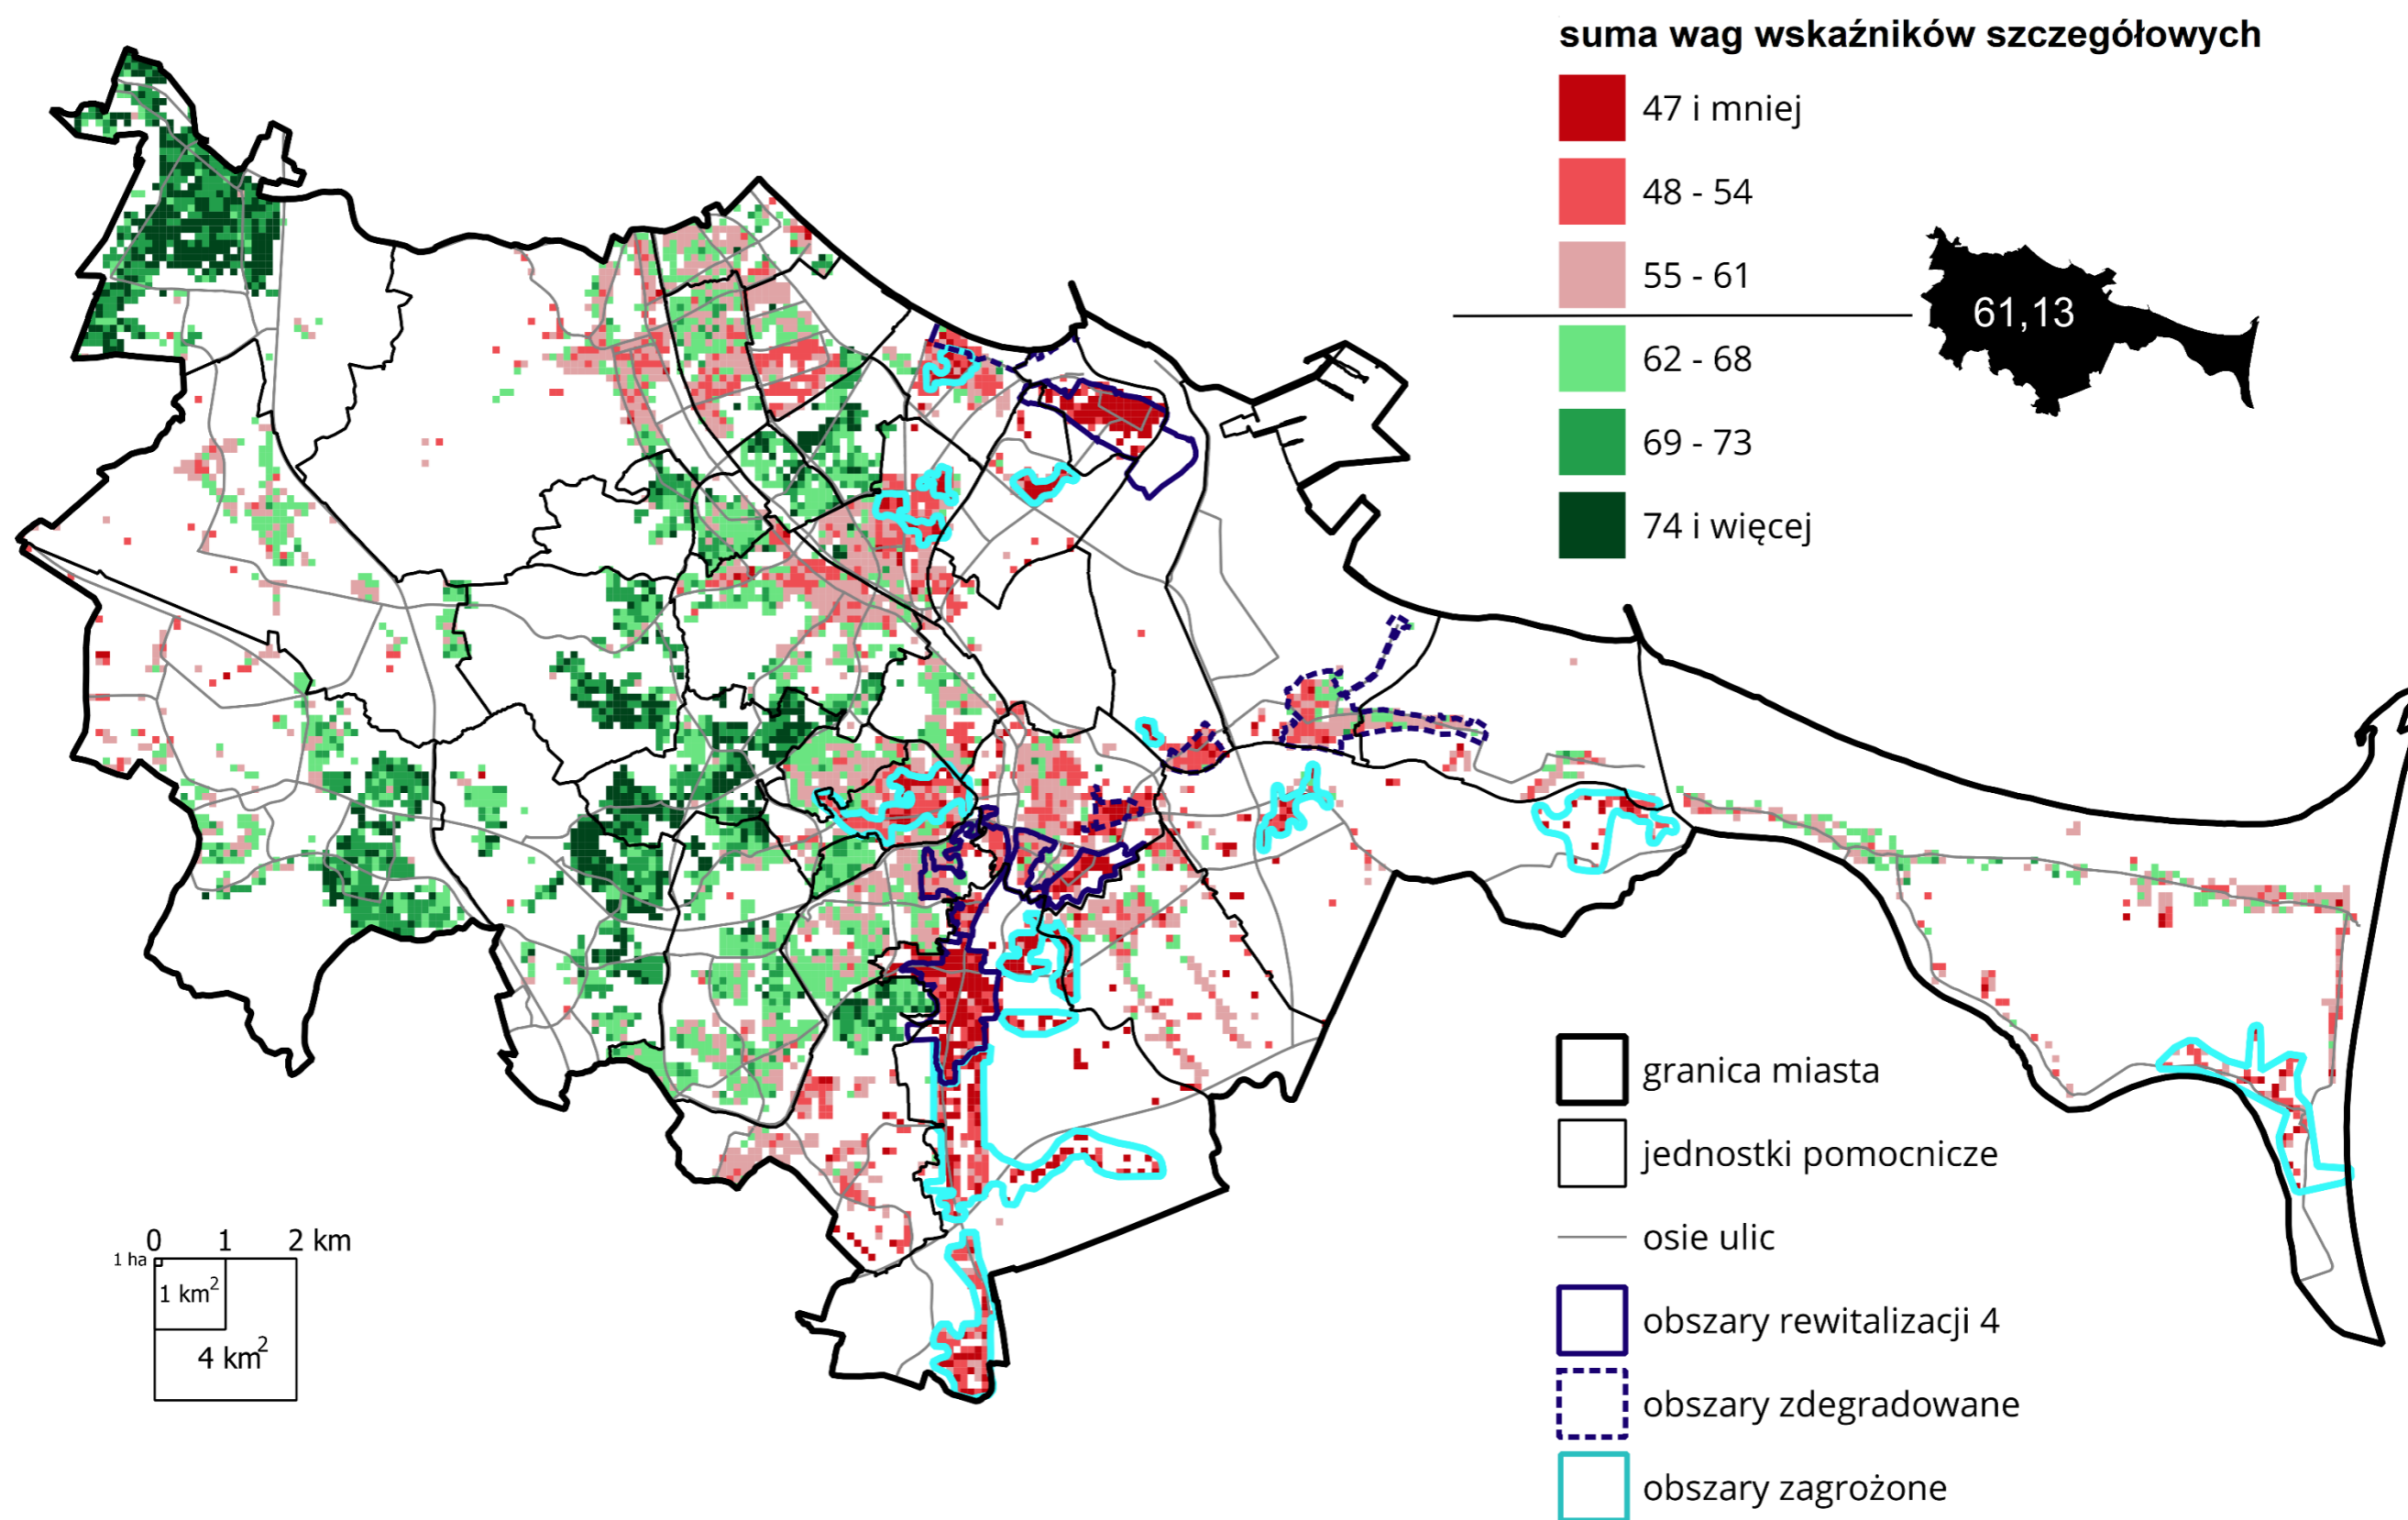 suma wag wskaźników szczegółowych
47 i mniej
48 - 54
55 - 61
61,13
62 - 68
69 - 73
74 i więcej
granica miasta
jednostki pomocnicze
osie ulic
obszary rewitalizacji 4
obszary zdegradowane
obszary zagrożone
0 1 2 km
1 ha
1 km²
4 km²